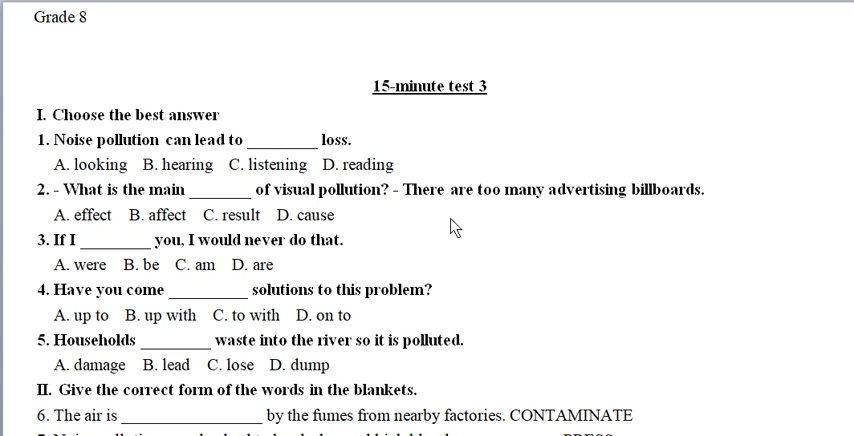 Grade 8
15-minute test 3
I. Choose the best answer
1. Noise pollution can lead to _________ loss.
A. looking B. hearing C. listening D. reading
2. - What is the main ________ of visual pollution? - There are too many advertising billboards.
A. effect B. affect C. result D. cause
3. If I _________ you, I would never do that.
A. were B. be C. am D. are
4. Have you come __________ solutions to this problem?
A. up to B. up with C. to with D. on to
5. Households _________ waste into the river so it is polluted.
A. damage B. lead C. lose D. dump
II. Give the correct form of the words in the blankets.
6. The air is __________________ by the fumes from nearby factories. CONTAMINATE